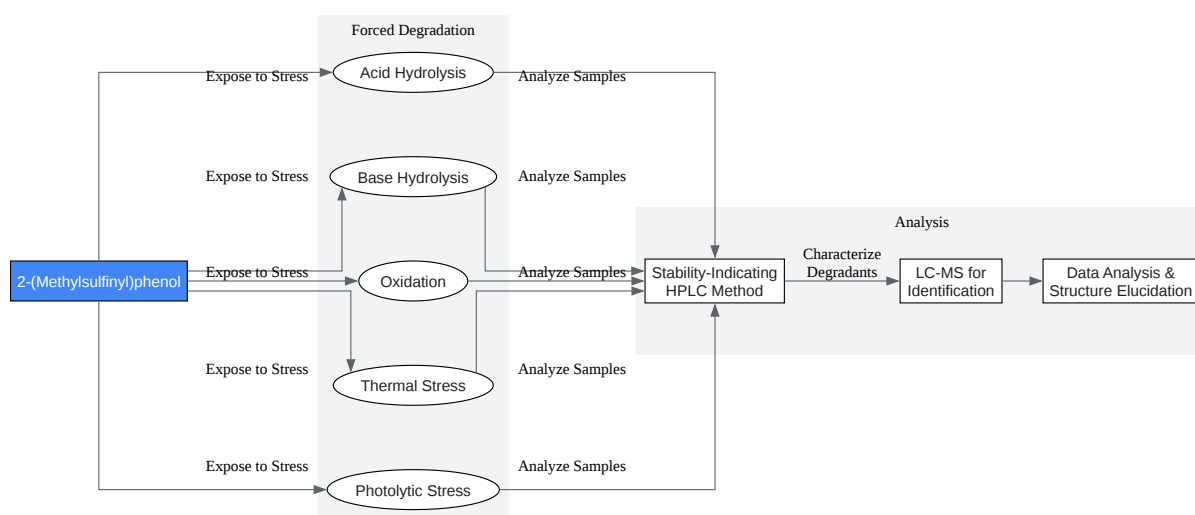 Forced Degradation
Expose to Stress
Acid Hydrolysis
Analyze Samples
Expose to Stress
Base Hydrolysis
Analyze Samples
Analysis
2-(Methylsulfinyl)phenol
Expose to Stress
Oxidation
Analyze Samples
Stability-Indicating
HPLC Method
Characterize
Degradants
LC-MS for
Identification
Data Analysis &
Structure Elucidation
Expose to Stress
Thermal Stress
Analyze Samples
Expose to Stress
Photolytic Stress
Analyze Samples